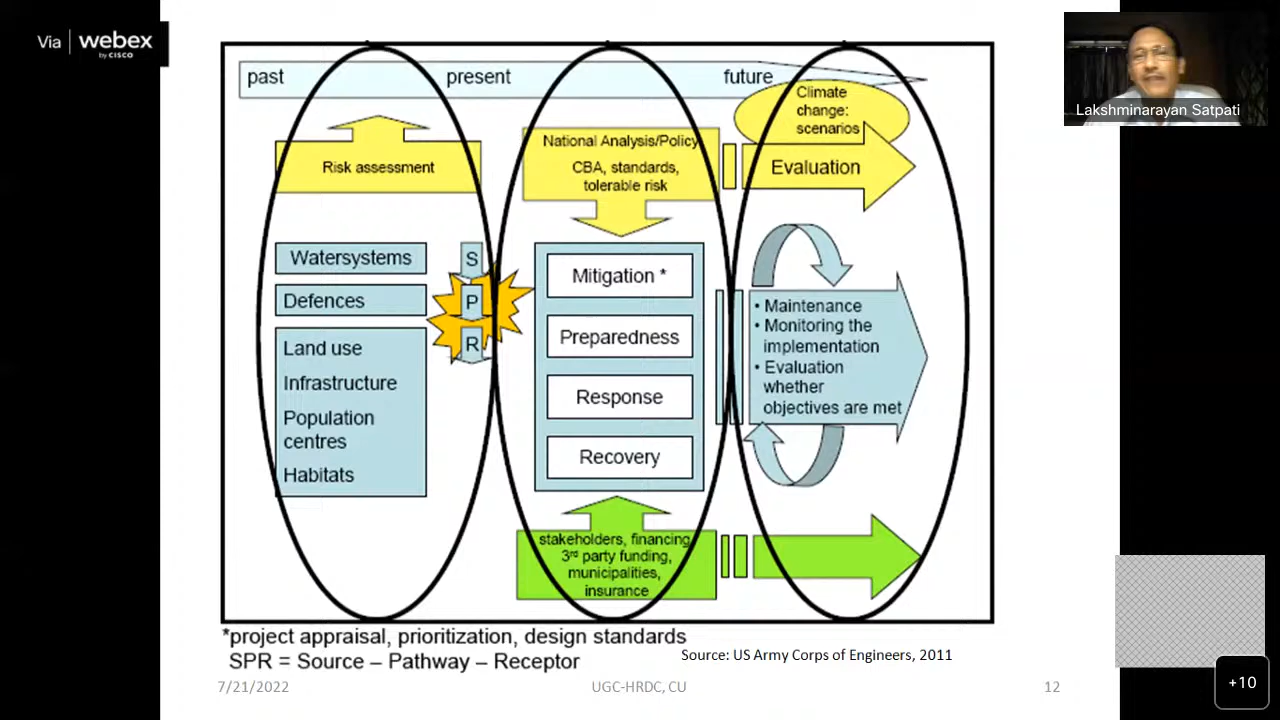 Via | webex
by CISCO
Lakshminarayan Satpati
past present future
Climate
change:
scenarios
Risk assessment
National Analysis/Policy
CBA, standards,
tolerable risk
Evaluation
Watersystems
Defences
Land use
Infrastructure
Population
centres
Habitats
S
P
R
Mitigation *
Preparedness
Response
Recovery
• Maintenance
• Monitoring the
implementation
• Evaluation
whether
objectives are met
stakeholders, financing,
3rd party funding,
municipalities,
insurance
*project appraisal, prioritization, design standards
SPR = Source – Pathway – Receptor
Source: US Army Corps of Engineers, 2011
7/21/2022 UGC-HRDC, CU 12
+10